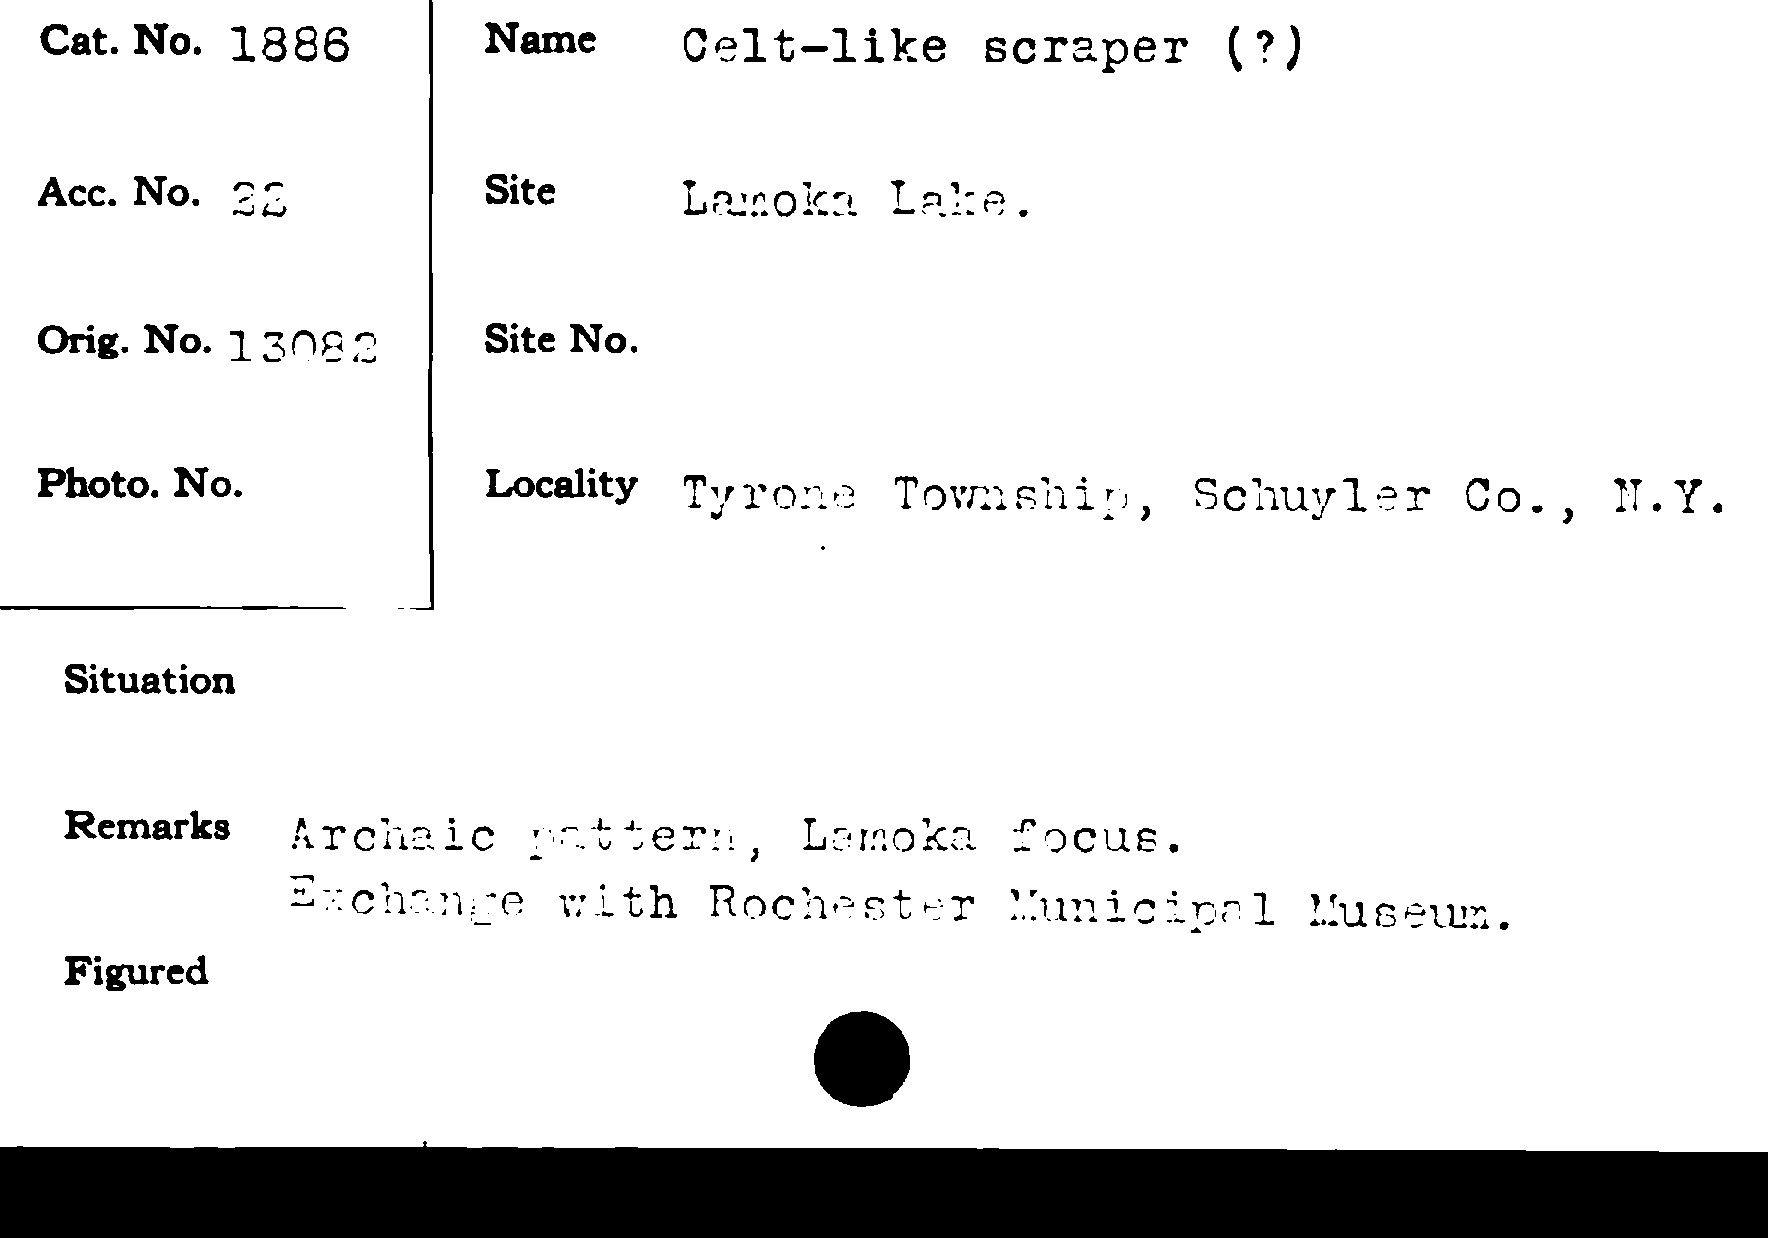 Cat. No. 1886
Name Celt-like scraper (?)
Acc. No. 22
Site Lamoka Lake.
Orig. No. 13082
Site No.
Photo. No.
Locality Tyrone Township, Schuyler Co., N.Y.
Situation
Remarks Archaic pattern, Lamoka focus.
Exchange with Rochester Municipal Museum.
Figured